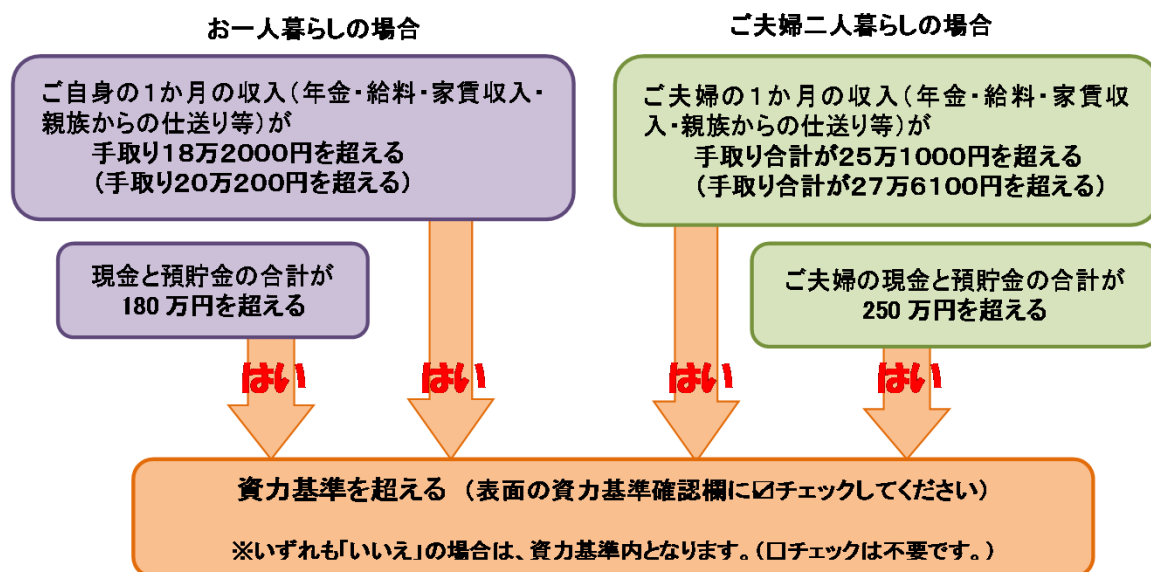 お一人暮らしの場合
ご自身の１か月の収入（年金・給料・家賃収入・
親族からの仕送り等）が
手取り１８万２０００円を超える
（手取り２０万２００円を超える）
現金と預貯金の合計が
180 万円を超える
はい
はい
ご夫婦二人暮らしの場合
ご夫婦の１か月の収入（年金・給料・家賃収
入・親族からの仕送り等）が
手取り合計が２５万１０００円を超える
（手取り合計が２７万６１００円を超える）
ご夫婦の現金と預貯金の合計が
250 万円を超える
はい
はい
資力基準を超える （表面の資力基準確認欄に☑チェックしてください）
※いずれも「いいえ」の場合は、資力基準内となります。（□チェックは不要です。）